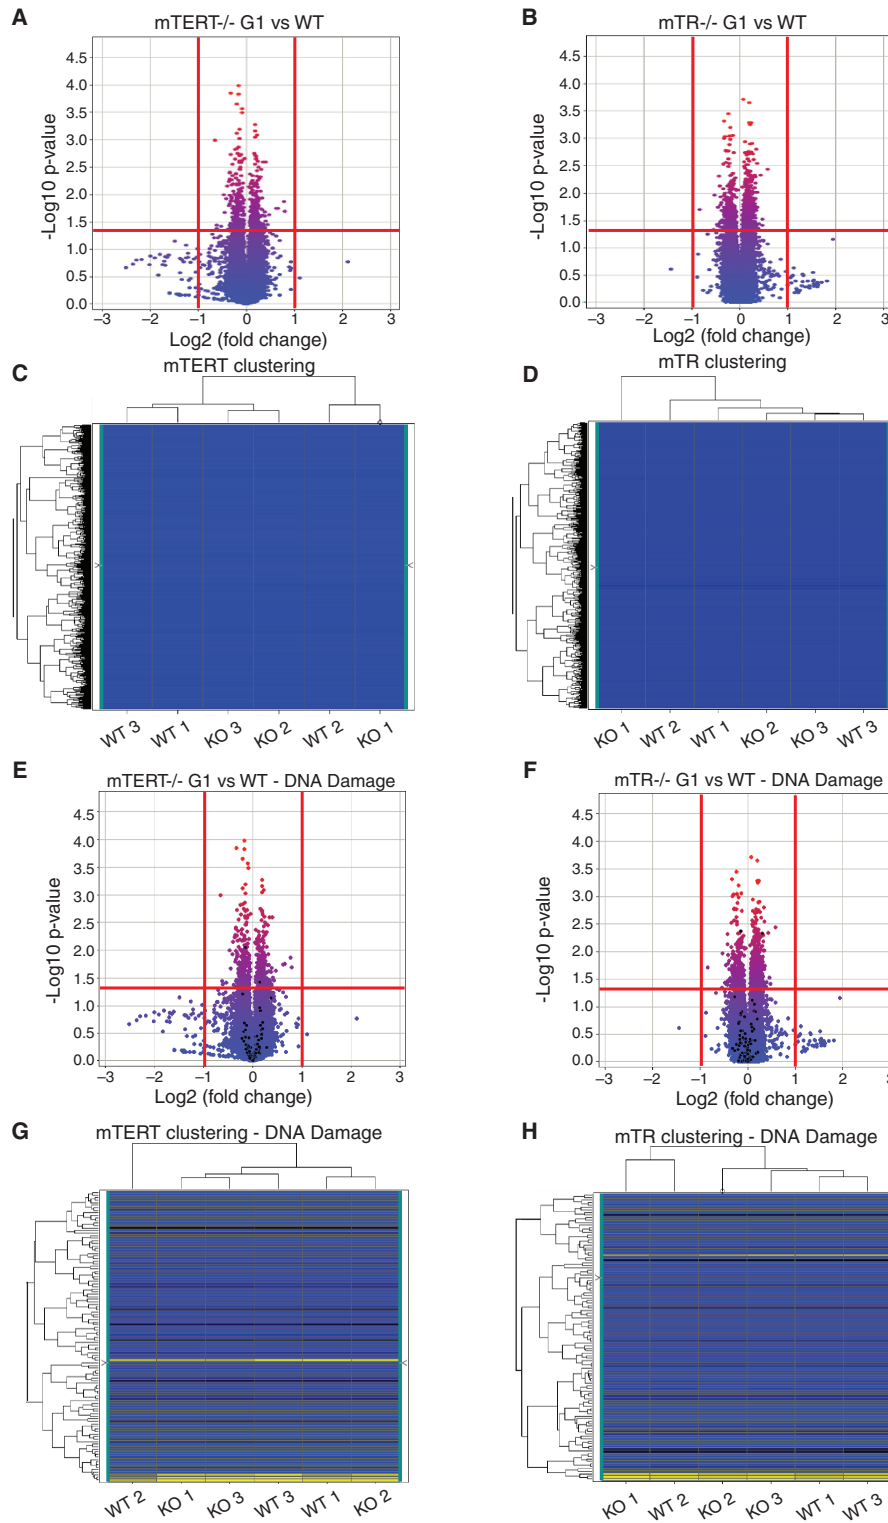 A
mTERT-/- G1 vs WT
4.5
4.0
3.5
3.0
2.5
2.0
1.5
1.0
0.5
0.0
-Log10 p-value
−3 −2 −1 0 1 2 3
Log2 (fold change)
B
mTR-/- G1 vs WT
4.5
4.0
3.5
3.0
2.5
2.0
1.5
1.0
0.5
0.0
-Log10 p-value
−3 −2 −1 0 1 2 3
Log2 (fold change)
C
mTERT clustering
WT 3 WT 1 KO 3 KO 2 WT 2 KO 1
D
mTR clustering
KO 1 WT 2 WT 1 KO 2 KO 3 WT 3
E
mTERT-/- G1 vs WT - DNA Damage
4.5
4.0
3.5
3.0
2.5
2.0
1.5
1.0
0.5
0.0
-Log10 p-value
−3 −2 −1 0 1 2 3
Log2 (fold change)
F
mTR-/- G1 vs WT - DNA Damage
4.5
4.0
3.5
3.0
2.5
2.0
1.5
1.0
0.5
0.0
-Log10 p-value
−3 −2 −1 0 1 2 3
Log2 (fold change)
G
mTERT clustering - DNA Damage
WT 2 KO 1 KO 3 WT 3 WT 1 KO 2
H
mTR clustering - DNA Damage
KO 1 WT 2 KO 2 KO 3 WT 1 WT 3